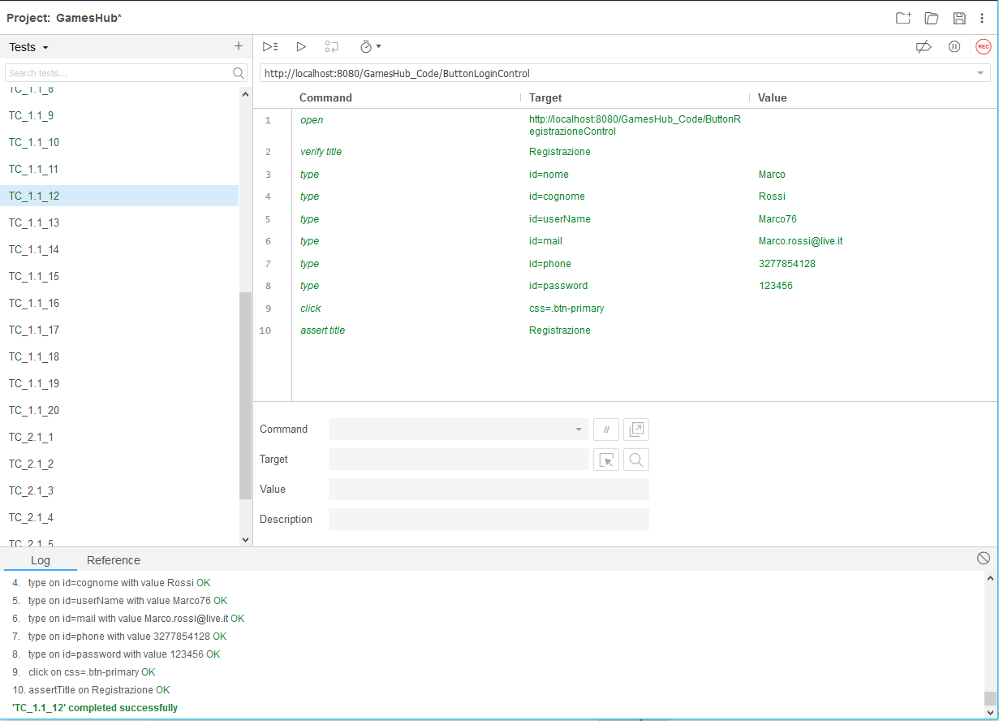 Project: GamesHub*
Tests
Search tests...
TC_1.1_8
TC_1.1_9
TC_1.1_10
TC_1.1_11
TC_1.1_12
TC_1.1_13
TC_1.1_14
TC_1.1_15
TC_1.1_16
TC_1.1_17
TC_1.1_18
TC_1.1_19
TC_1.1_20
TC_2.1_1
TC_2.1_2
TC_2.1_3
TC_2.1_4
TC_2.1_5
REC
http://localhost:8080/GamesHub_Code/ButtonLoginControl
Command Target Value
1 open http://localhost:8080/GamesHub_Code/ButtonR
egistrazioneControl
2 verify title Registrazione
3 type id=nome Marco
4 type id=cognome Rossi
5 type id=userName Marco76
6 type id=mail Marco.rossi@live.it
7 type id=phone 3277854128
8 type id=password 123456
9 click css=.btn-primary
10 assert title Registrazione
Command //
Target
Value
Description
Log Reference
4. type on id=cognome with value Rossi OK
5. type on id=userName with value Marco76 OK
6. type on id=mail with value Marco.rossi@live.it OK
7. type on id=phone with value 3277854128 OK
8. type on id=password with value 123456 OK
9. click on css=.btn-primary OK
10. assertTitle on Registrazione OK
'TC_1.1_12' completed successfully